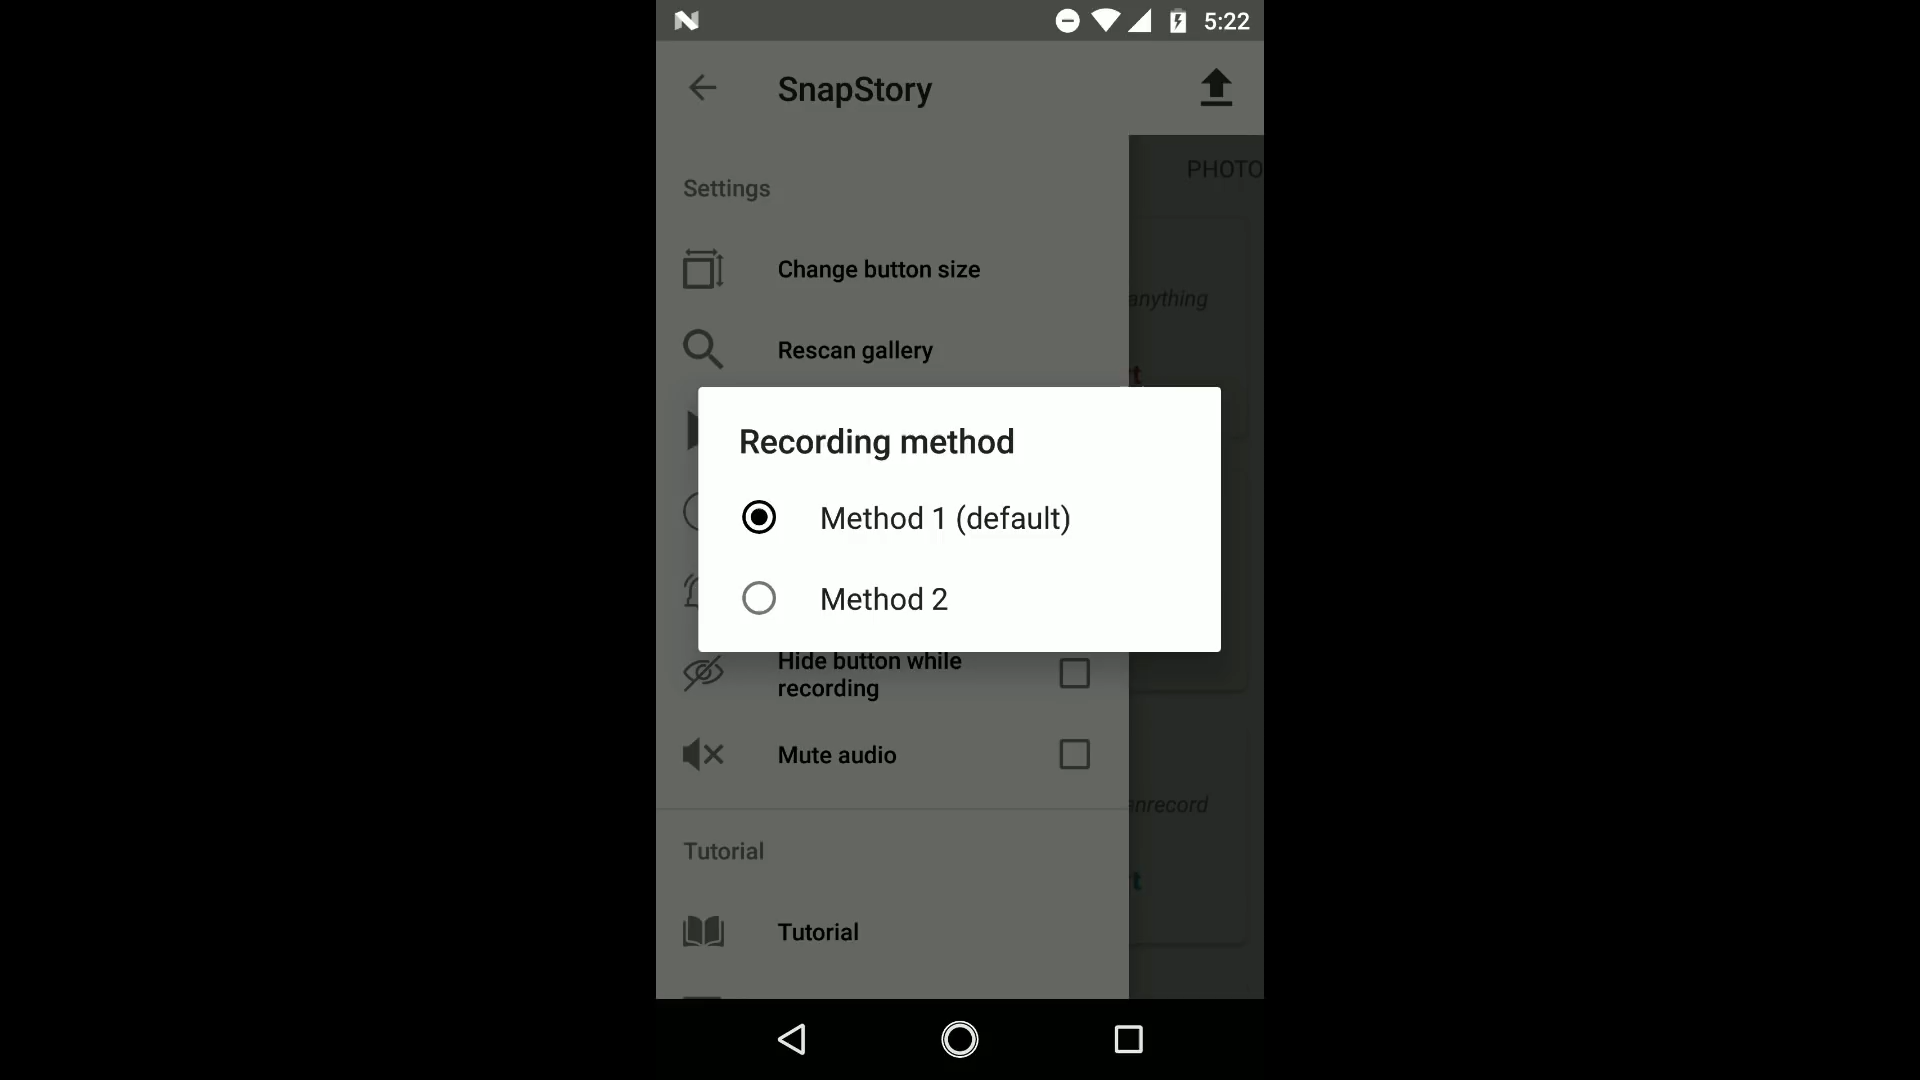 5:22
SnapStory
PHOTO
Settings
Change button size
anything
Rescan gallery
Recording method
Method 1 (default)
Method 2
Hide button while
recording
Mute audio
Tutorial
Tutorial